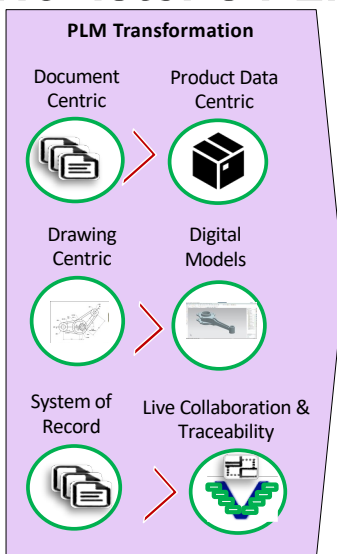 PLM Transformation
Document
Centric
Product Data
Centric
Drawing
Centric
Digital
Models
System of
Record
Live Collaboration &
Traceability